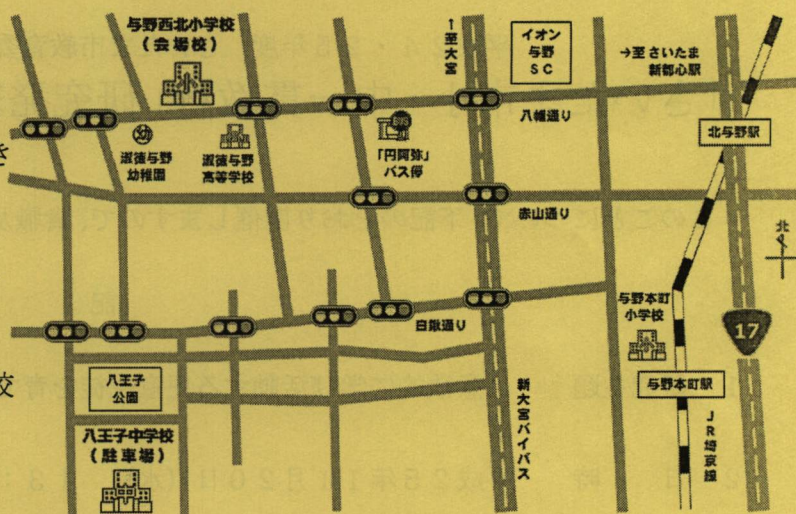 与野西北小学校
(会場校)
↑至大宮
イオン
与野
SC
→至さいたま
新都心駅
八幡通り
北与野駅
き
幼
淑徳与野
幼稚園
淑徳与野
高等学校
「円阿弥」
バス停
赤山通り
北
与野本町
小学校
17
白鍬通り
校
八王子
公園
与野本町駅
八王子中学校
(駐車場)
新大宮バイパス
JR埼京線